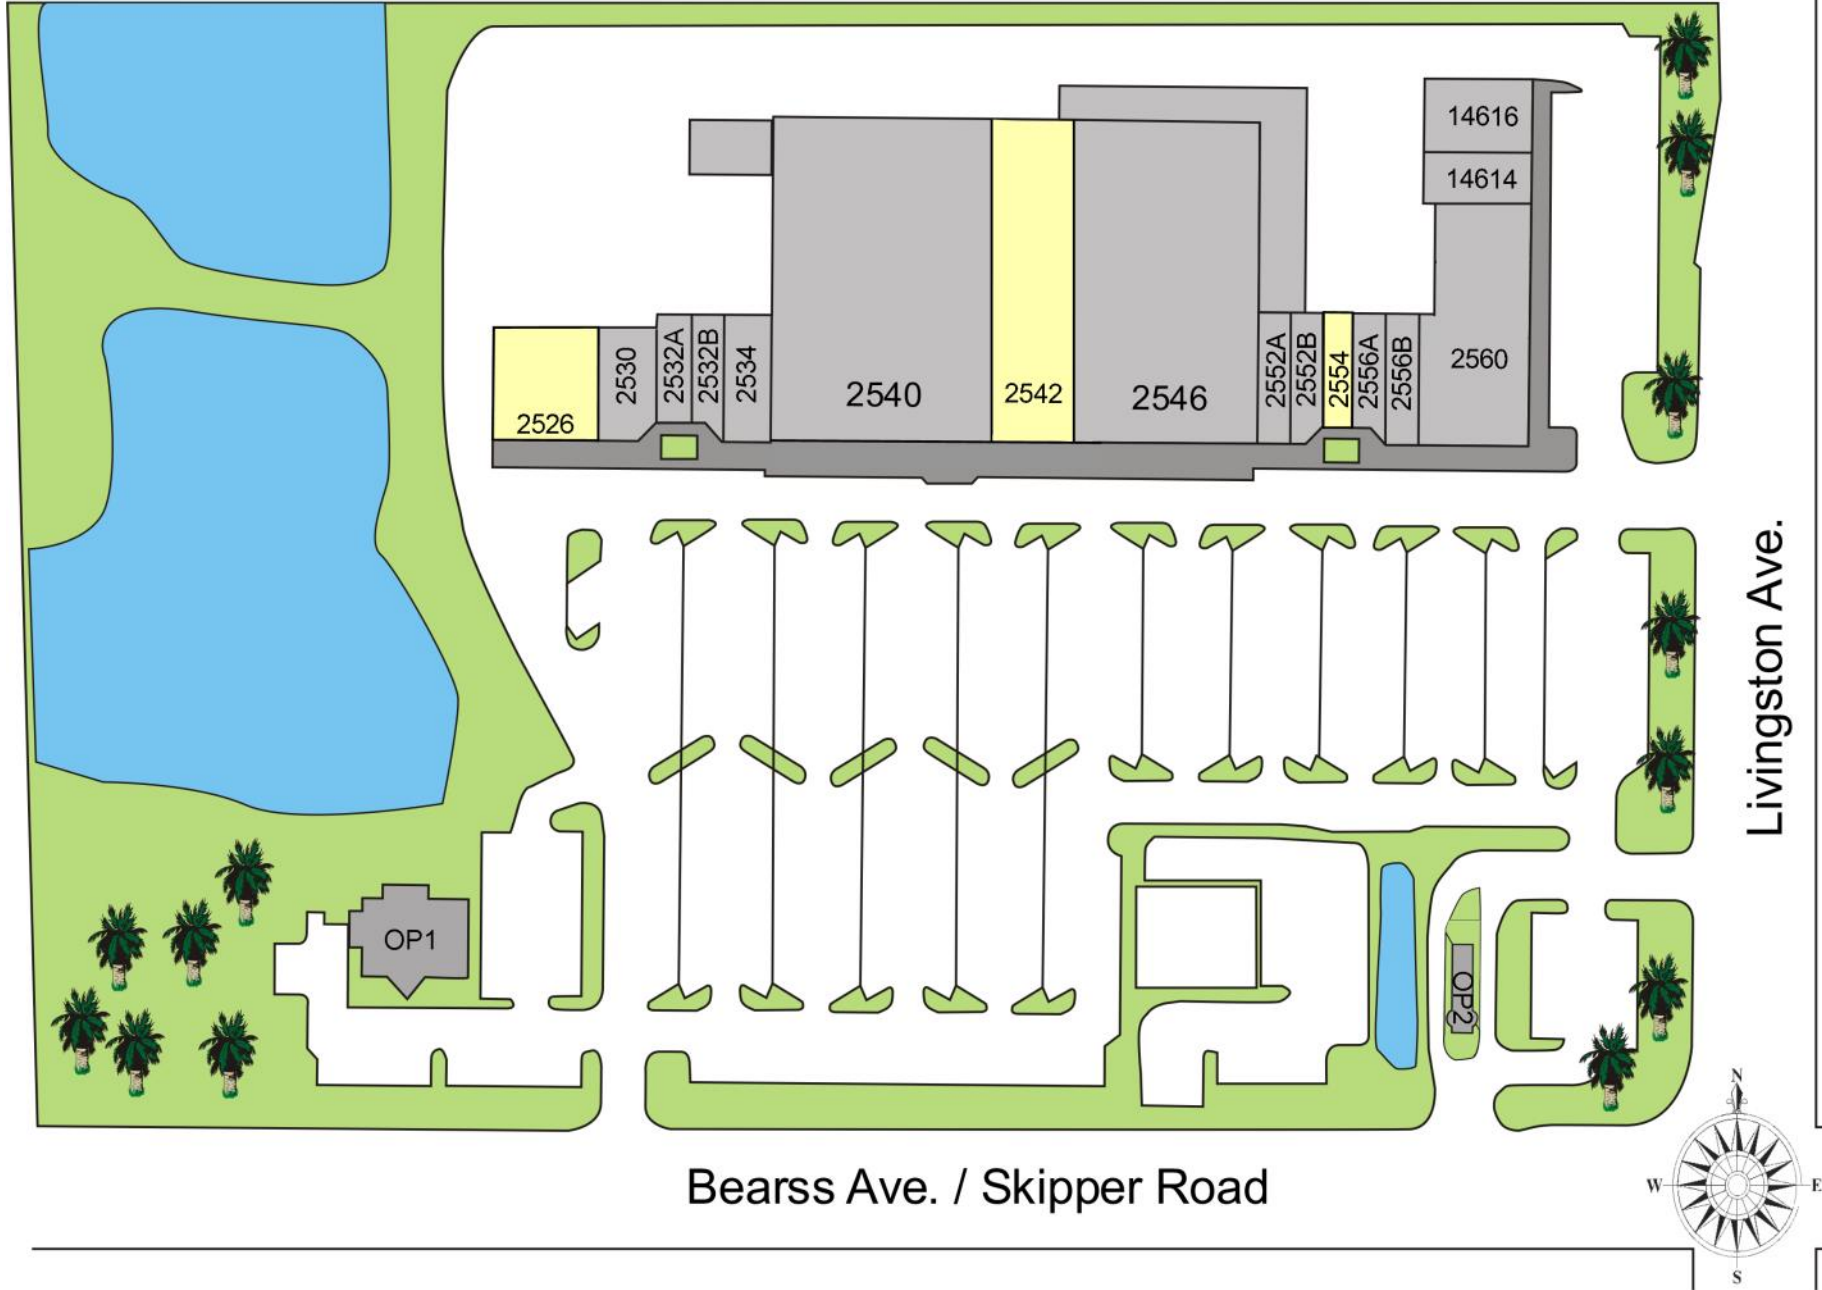 14616
14614
2526
2530
2532A
2532B
2534
2540
2542
2546
2552A
2552B
2554
2556A
2556B
2560
Livingston Ave.
OP1
OP2
Bearss Ave. / Skipper Road
N
W
E
S